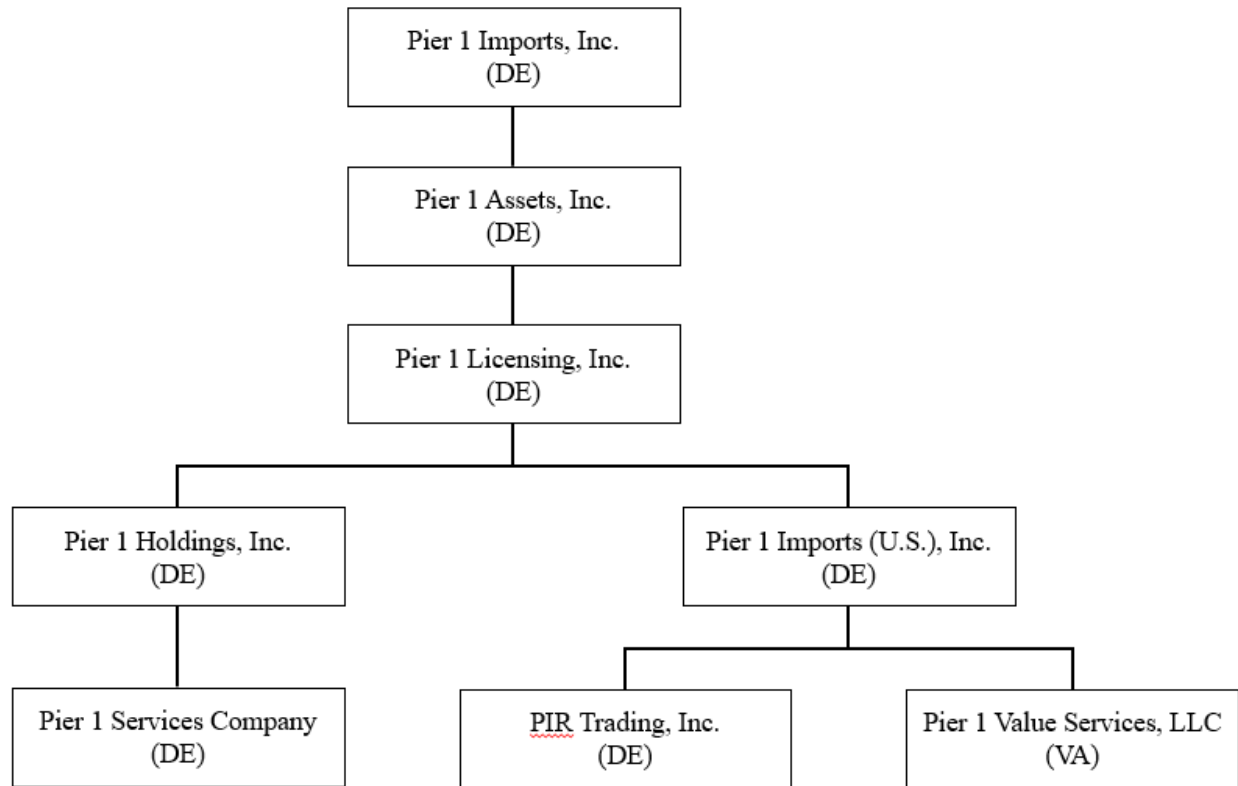 Pier 1 Imports, Inc.
(DE)
Pier 1 Assets, Inc.
(DE)
Pier 1 Licensing, Inc.
(DE)
Pier 1 Holdings, Inc.
(DE)
Pier 1 Imports (U.S.), Inc.
(DE)
Pier 1 Services Company
(DE)
PIR Trading, Inc.
(DE)
Pier 1 Value Services, LLC
(VA)